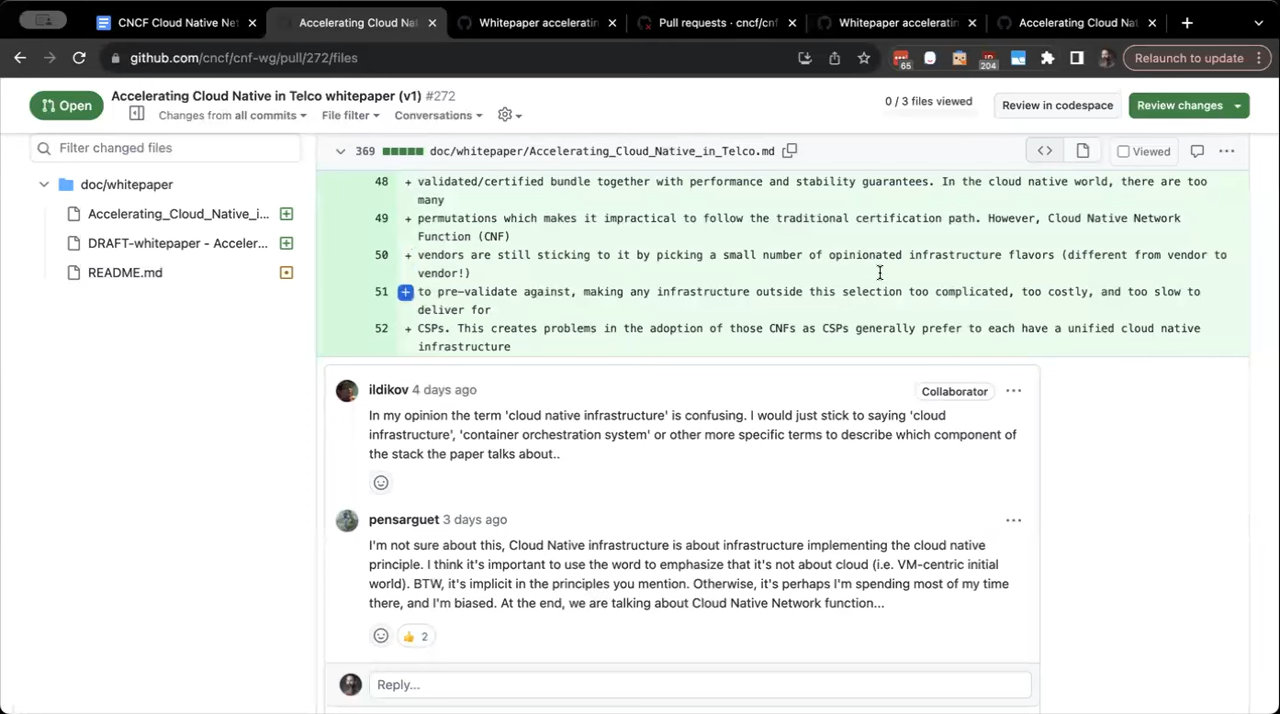 CNCF Cloud Native Ne
Accelerating Cloud Na
Whitepaper acceleratin
Pull requests · cncf/cnf
Whitepaper acceleratin
Accelerating Cloud Nat
github.com/cncf/cnf-wg/pull/272/files
65
204
Relaunch to update
Open
Accelerating Cloud Native in Telco whitepaper (v1) #272
Changes from all commits
File filter
Conversations
0 / 3 files viewed
Review in codespace
Review changes
Filter changed files
doc/whitepaper
Accelerating_Cloud_Native_i...
DRAFT-whitepaper - Acceler...
README.md
369
doc/whitepaper/Accelerating_Cloud_Native_in_Telco.md
Viewed
48 + validated/certified bundle together with performance and stability guarantees. In the cloud native world, there are too
many
49 + permutations which makes it impractical to follow the traditional certification path. However, Cloud Native Network
Function (CNF)
50 + vendors are still sticking to it by picking a small number of opinionated infrastructure flavors (different from vendor to
vendor!)
51 + to pre-validate against, making any infrastructure outside this selection too complicated, too costly, and too slow to
deliver for
52 + CSPs. This creates problems in the adoption of those CNFs as CSPs generally prefer to each have a unified cloud native
infrastructure
ildikov 4 days ago
Collaborator
In my opinion the term 'cloud native infrastructure' is confusing. I would just stick to saying 'cloud
infrastructure', 'container orchestration system' or other more specific terms to describe which component of
the stack the paper talks about..
pensarguet 3 days ago
I'm not sure about this, Cloud Native infrastructure is about infrastructure implementing the cloud native
principle. I think it's important to use the word to emphasize that it's not about cloud (i.e. VM-centric initial
world). BTW, it's implicit in the principles you mention. Otherwise, it's perhaps I'm spending most of my time
there, and I'm biased. At the end, we are talking about Cloud Native Network function...
👍 2
Reply...